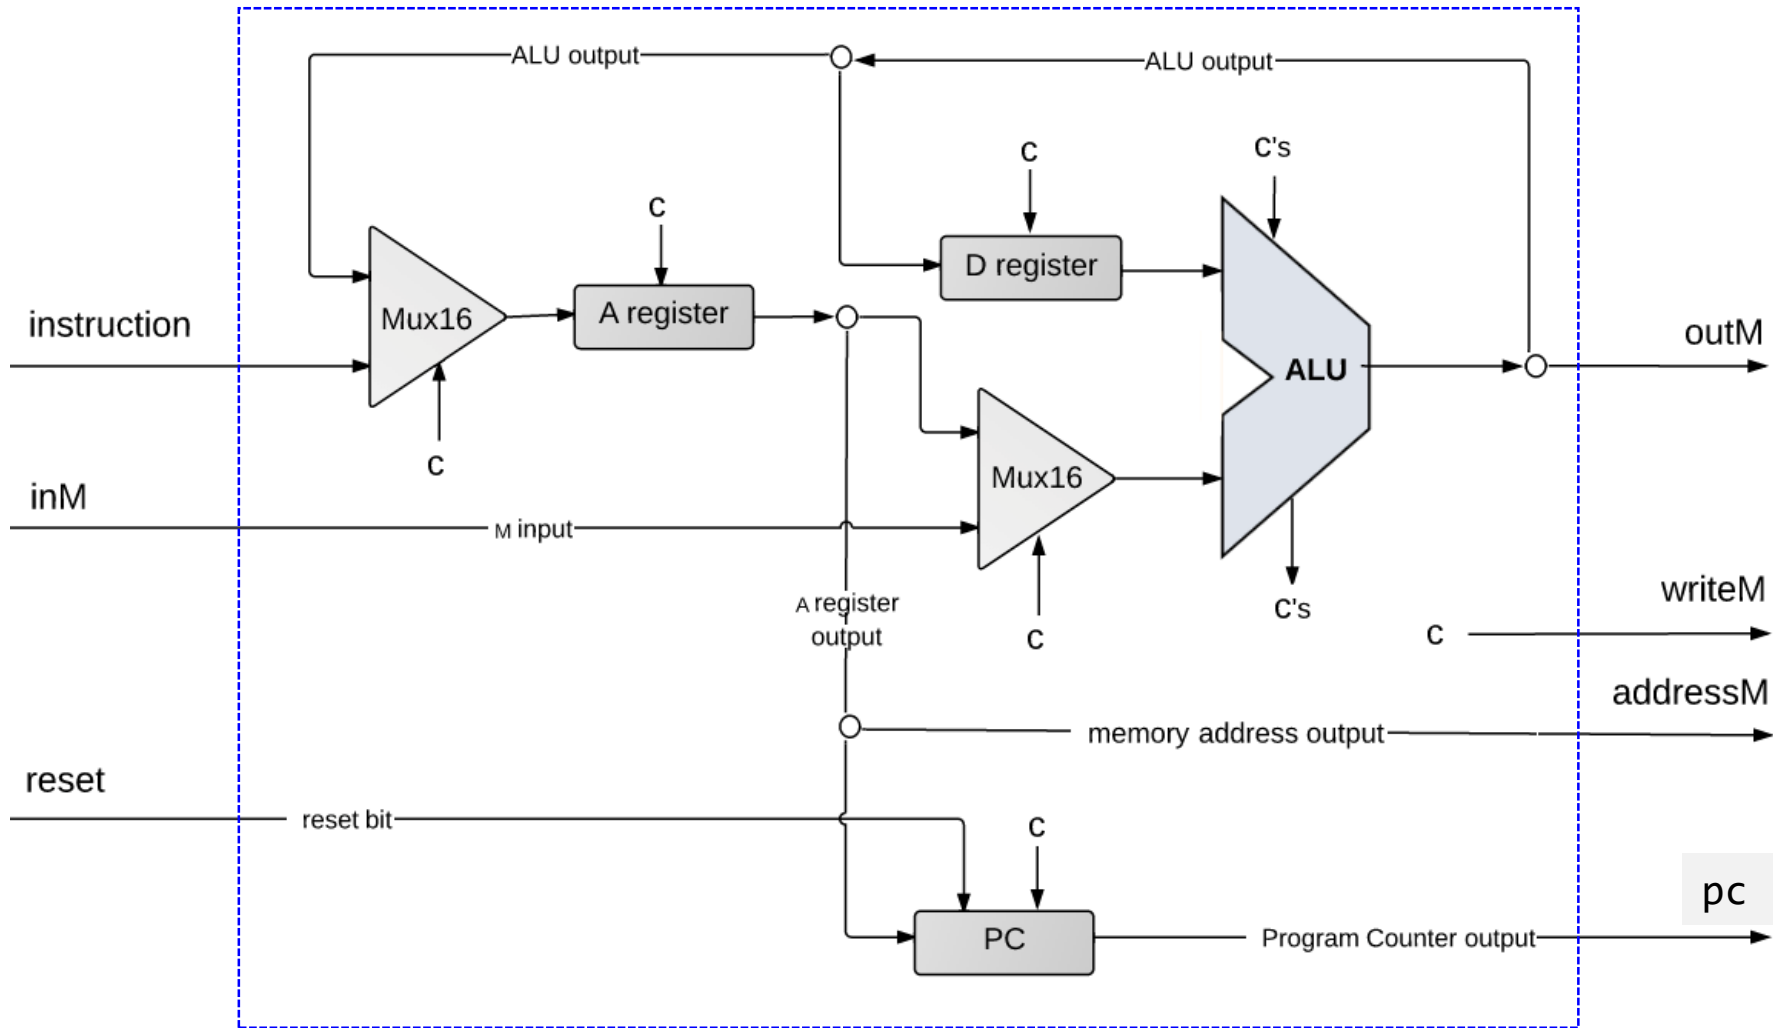 ALU output
ALU output
c
c's
c
instruction
Mux16
A register
D register
ALU
outM
c
inM
M input
Mux16
A register
output
c
c's
writeM
c
addressM
memory address output
reset
reset bit
c
pc
PC
Program Counter output